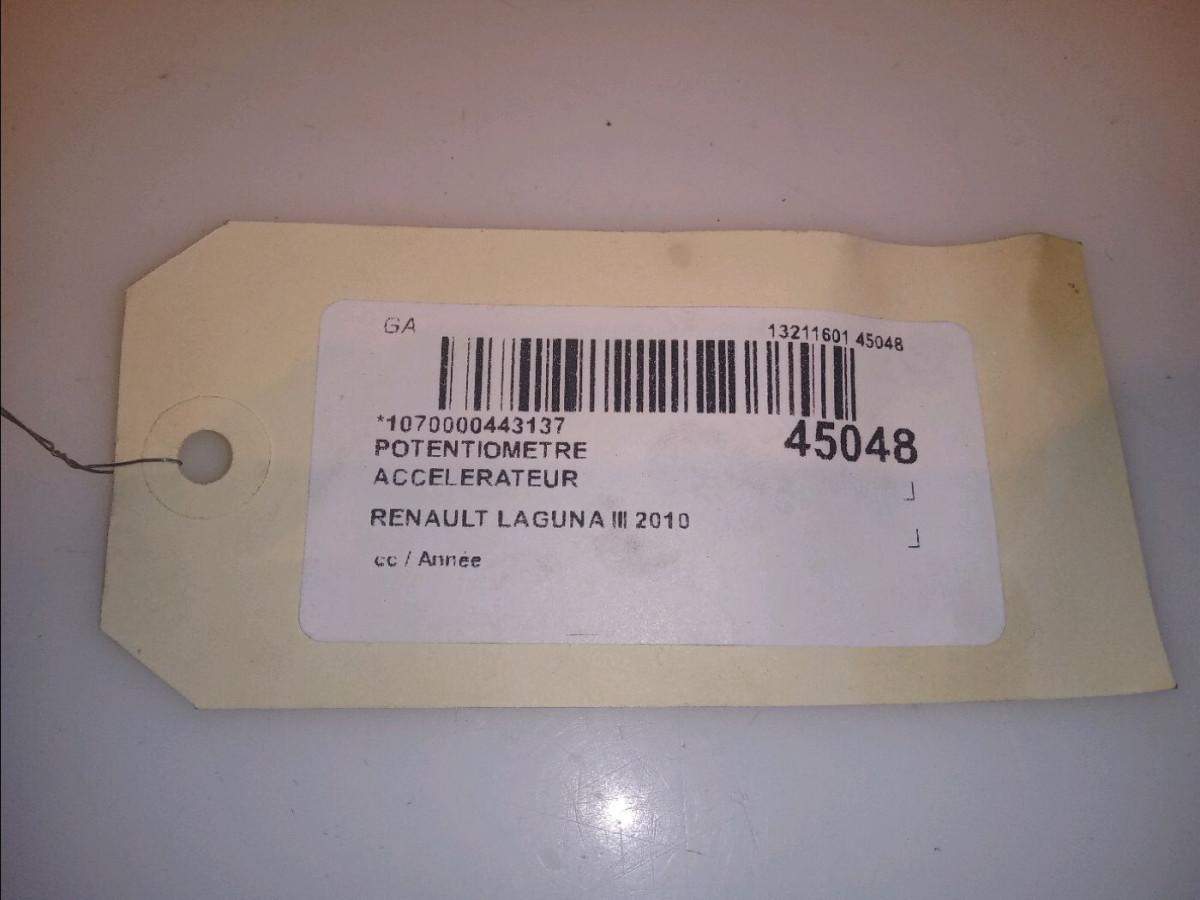 GA 13211601 45048
*1070000443137
45048
POTENTIOMETRE
ACCELERATEUR
RENAULT LAGUNA III 2010
cc / Année